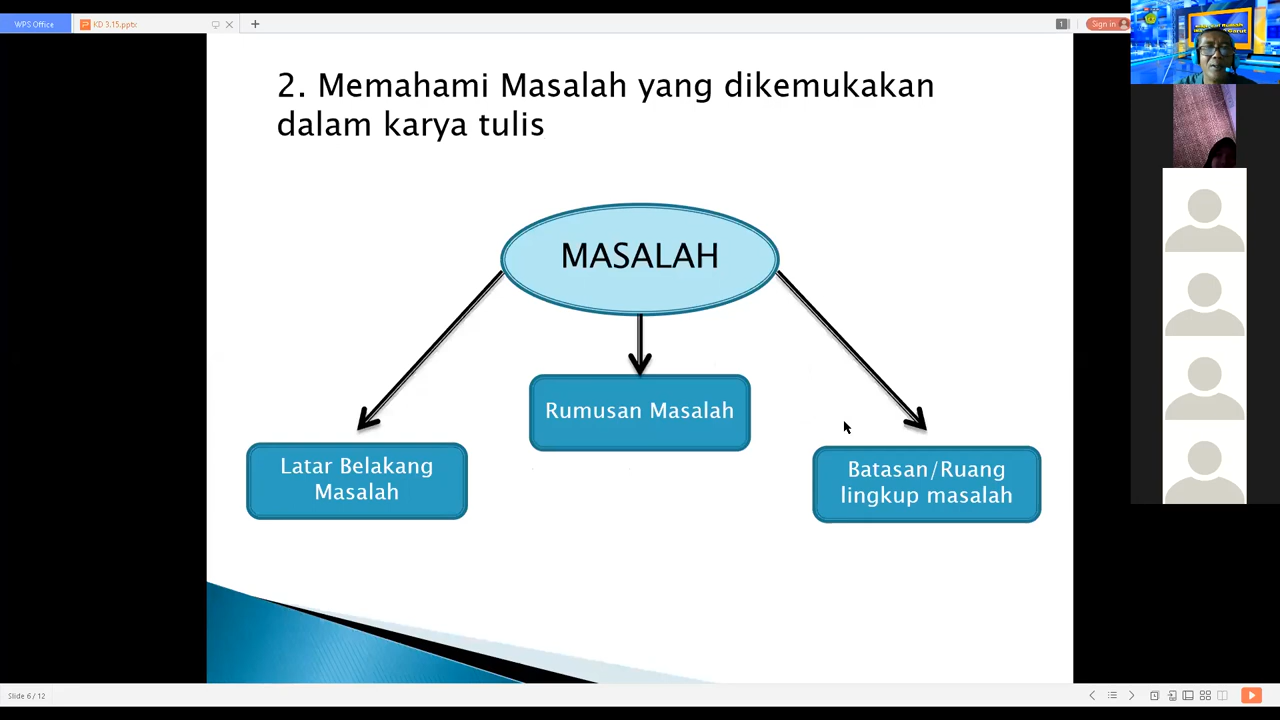 WPS Office
KD 3.15.pptx
1
Sign in
2. Memahami Masalah yang dikemukakan
dalam karya tulis
MASALAH
Rumusan Masalah
Latar Belakang
Masalah
Batasan/Ruang
lingkup masalah
Slide 6 / 12